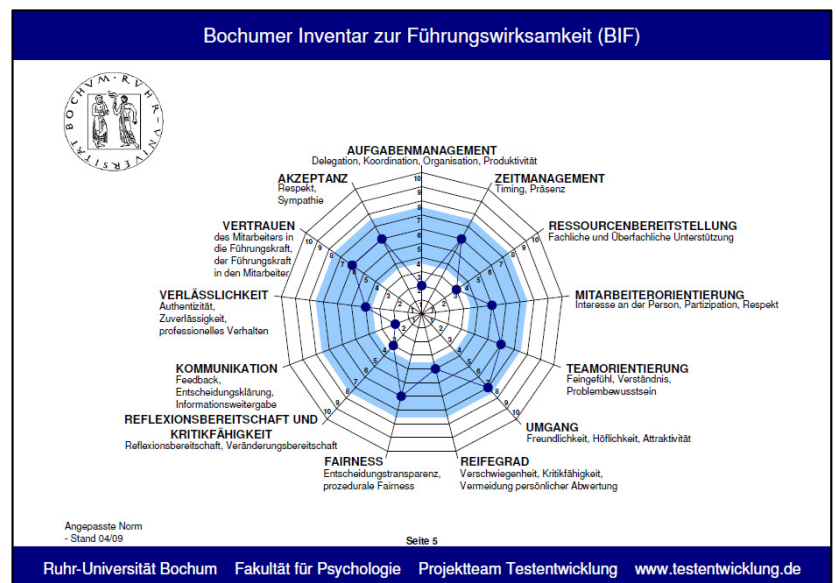 Bochumer Inventar zur Führungswirksamkeit (BIF)
UNIVERSITÄT BOCHUM · RUHR-
AUFGABENMANAGEMENT
Delegation, Koordination, Organisation, Produktivität
AKZEPTANZ
Respekt,
Sympathie
ZEITMANAGEMENT
Timing, Präsenz
VERTRAUEN
des Mitarbeiters in
die Führungskraft,
der Führungskraft
in den Mitarbeiter
RESSOURCENBEREITSTELLUNG
Fachliche und Überfachliche Unterstützung
VERLÄSSLICHKEIT
Authentizität,
Zuverlässigkeit,
professionelles Verhalten
MITARBEITERORIENTIERUNG
Interesse an der Person, Partizipation, Respekt
KOMMUNIKATION
Feedback,
Entscheidungsklärung,
Informationsweitergabe
TEAMORIENTIERUNG
Feingefühl, Verständnis,
Problembewusstsein
REFLEXIONSBEREITSCHAFT UND
KRITIKFÄHIGKEIT
Reflexionsbereitschaft, Veränderungsbereitschaft
UMGANG
Freundlichkeit, Höflichkeit, Attraktivität
FAIRNESS
Entscheidungstransparenz,
prozedurale Fairness
REIFEGRAD
Verschwiegenheit, Kritikfähigkeit,
Vermeidung persönlicher Abwertung
Angepasste Norm
- Stand 04/09
Seite 5
Ruhr-Universität Bochum Fakultät für Psychologie Projektteam Testentwicklung www.testentwicklung.de